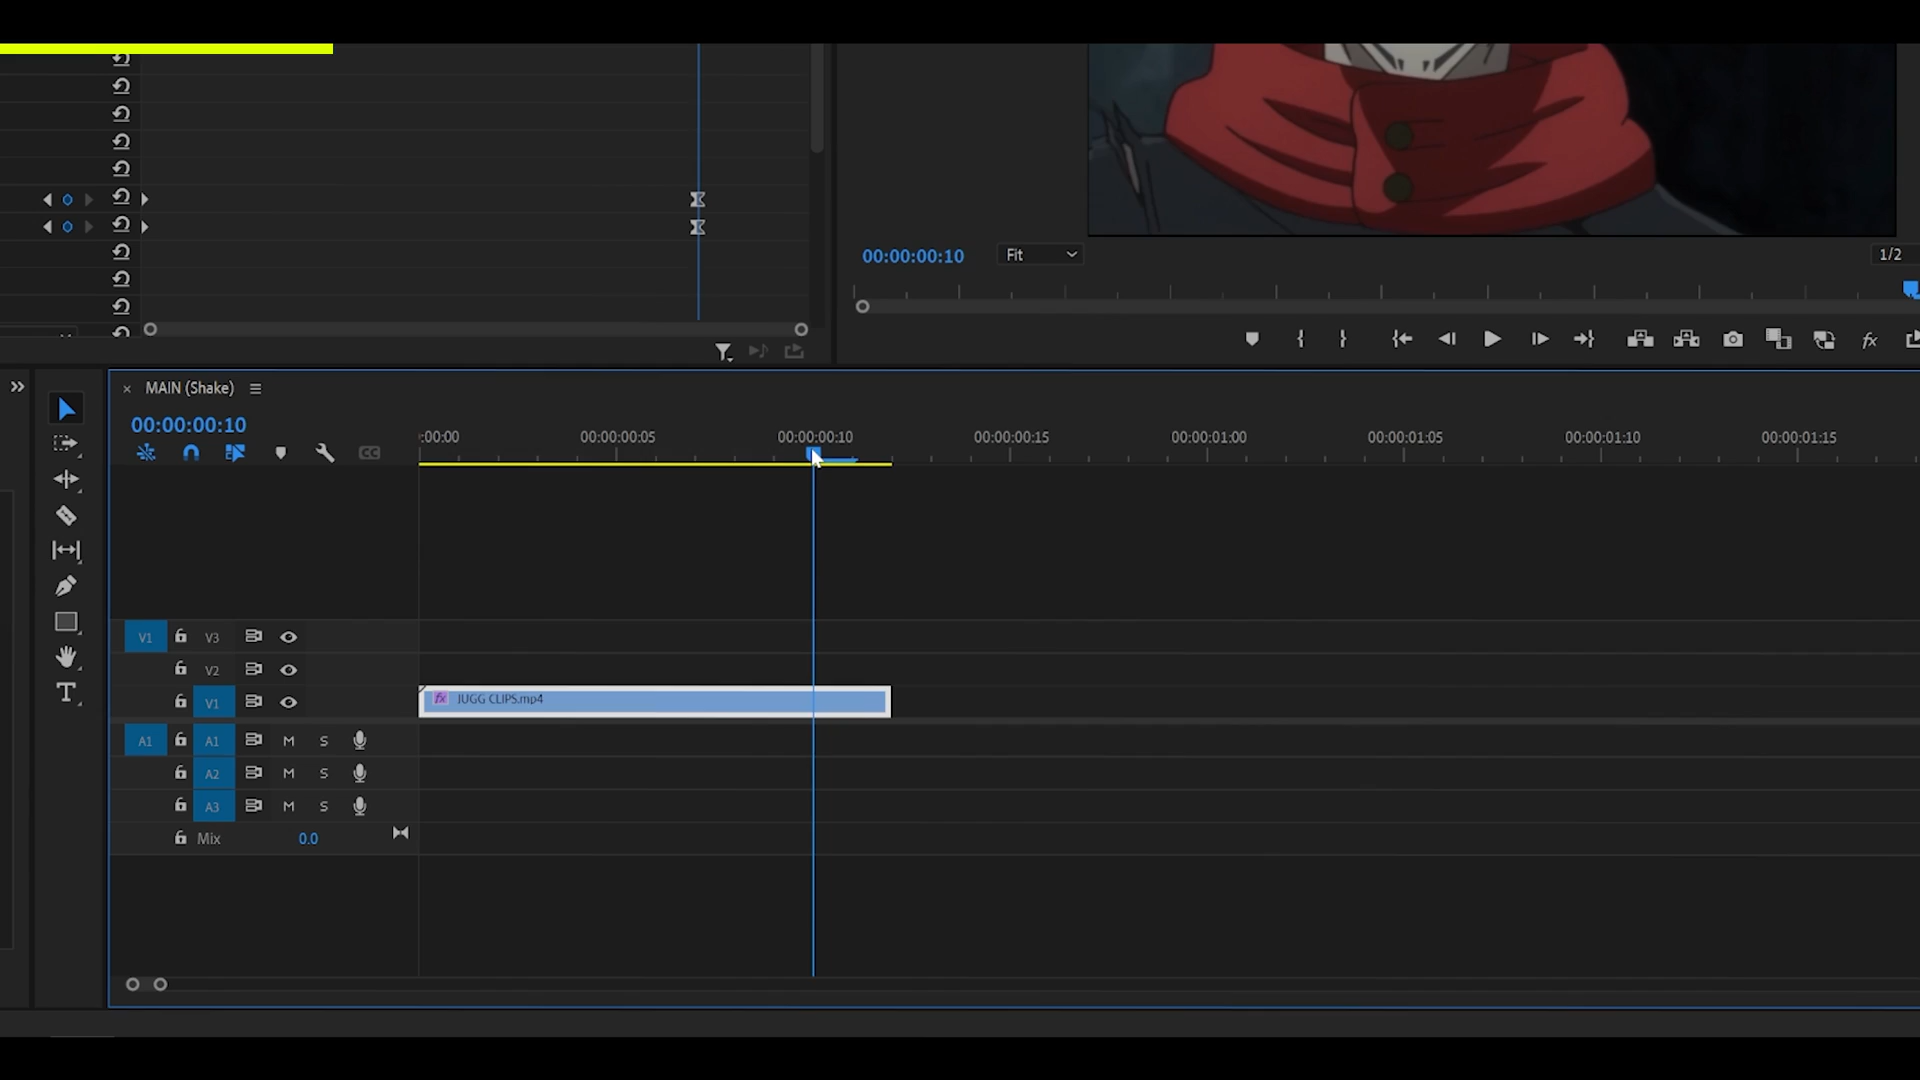 00:00:00:10
Fit
1/2
MAIN (Shake)
00:00:00:10
:00:00
00:00:00:05
00:00:00:10
00:00:00:15
00:00:01:00
00:00:01:05
00:00:01:10
00:00:01:15
CC
V1 V3
V2
V1
fx JUGG CLIPS.mp4
A1 A1 M S
A2 M S
A3 M S
Mix 0.0
fx
T